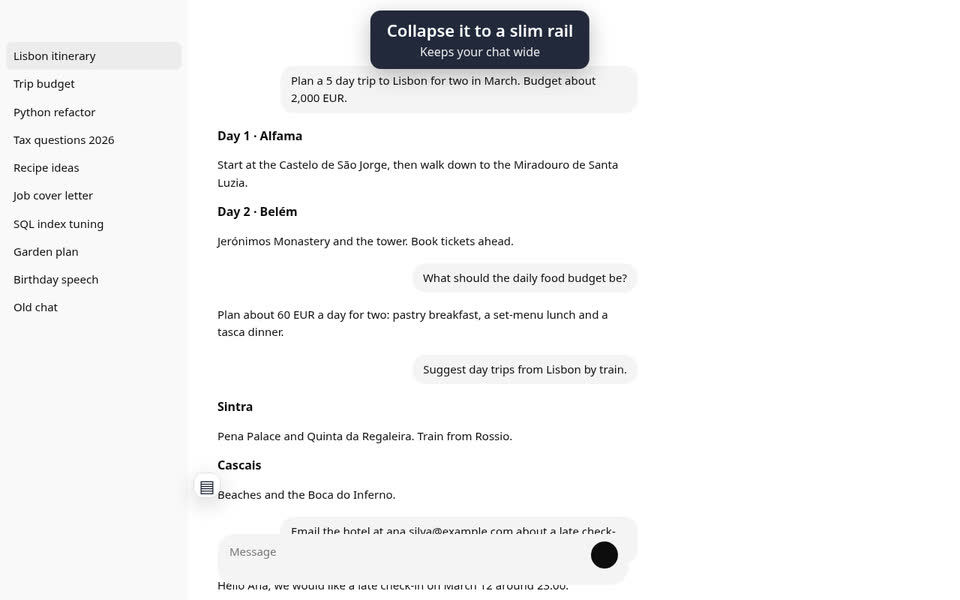 Collapse it to a slim rail
Keeps your chat wide
Lisbon itinerary
Trip budget
Python refactor
Tax questions 2026
Recipe ideas
Job cover letter
SQL index tuning
Garden plan
Birthday speech
Old chat
Plan a 5 day trip to Lisbon for two in March. Budget about
2,000 EUR.
Day 1 · Alfama
Start at the Castelo de São Jorge, then walk down to the Miradouro de Santa
Luzia.
Day 2 · Belém
Jerónimos Monastery and the tower. Book tickets ahead.
What should the daily food budget be?
Plan about 60 EUR a day for two: pastry breakfast, a set-menu lunch and a
tasca dinner.
Suggest day trips from Lisbon by train.
Sintra
Pena Palace and Quinta da Regaleira. Train from Rossio.
Cascais
Beaches and the Boca do Inferno.
Email the hotel at ana.silva@example.com about a late check-
Message
Hello Ana, we would like a late check-in on March 12 around 23:00.